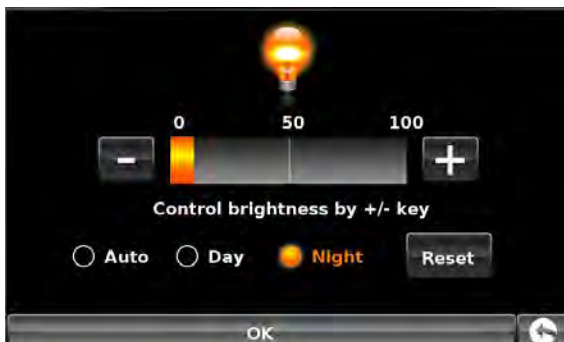 0 50 100
- +
Control brightness by +/- key
Auto Day Night Reset
OK